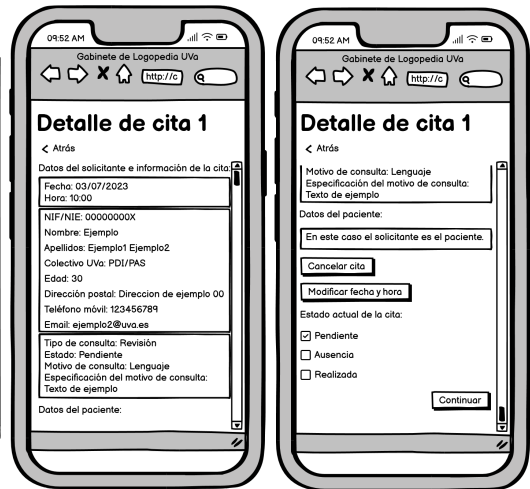 09:52 AM
Gabinete de Logopedia UVa
http://c
Detalle de cita 1
Atrás
Datos del solicitante e información de la cita:
Fecha: 03/07/2023
Hora: 10:00
NIF/NIE: 00000000X
Nombre: Ejemplo
Apellidos: Ejemplo1 Ejemplo2
Colectivo UVa: PDI/PAS
Edad: 30
Dirección postal: Direccion de ejemplo 00
Teléfono móvil: 123456789
Email: ejemplo2@uva.es
Tipo de consulta: Revisión
Estado: Pendiente
Motivo de consulta: Lenguaje
Especificación del motivo de consulta:
Texto de ejemplo
Datos del paciente:
09:52 AM
Gabinete de Logopedia UVa
http://c
Detalle de cita 1
Atrás
Motivo de consulta: Lenguaje
Especificación del motivo de consulta:
Texto de ejemplo
Datos del paciente:
En este caso el solicitante es el paciente.
Cancelar cita
Modificar fecha y hora
Estado actual de la cita:
Pendiente
Ausencia
Realizada
Continuar